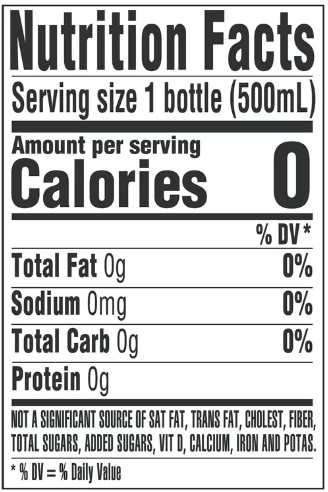 Nutrition Facts
Serving size 1 bottle (500mL)
Amount per serving
Calories 0
% DV*
Total Fat 0g 0%
Sodium 0mg 0%
Total Carb 0g 0%
Protein 0g
NOT A SIGNIFICANT SOURCE OF SAT FAT, TRANS FAT, CHOLEST, FIBER,
TOTAL SUGARS, ADDED SUGARS, VIT D, CALCIUM, IRON AND POTAS.
* % DV = % Daily Value